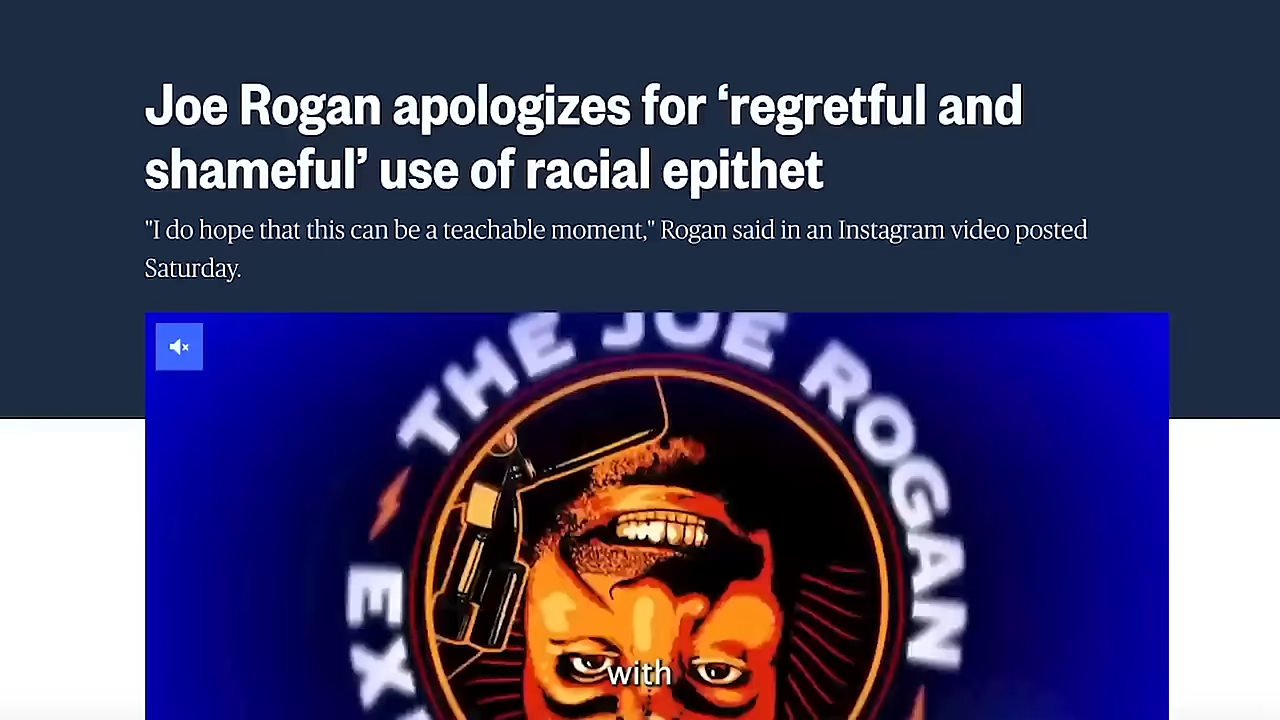 Joe Rogan apologizes for ‘regretful and
shameful’ use of racial epithet
"I do hope that this can be a teachable moment," Rogan said in an Instagram video posted
Saturday.
THE JOE ROGAN
EX
with